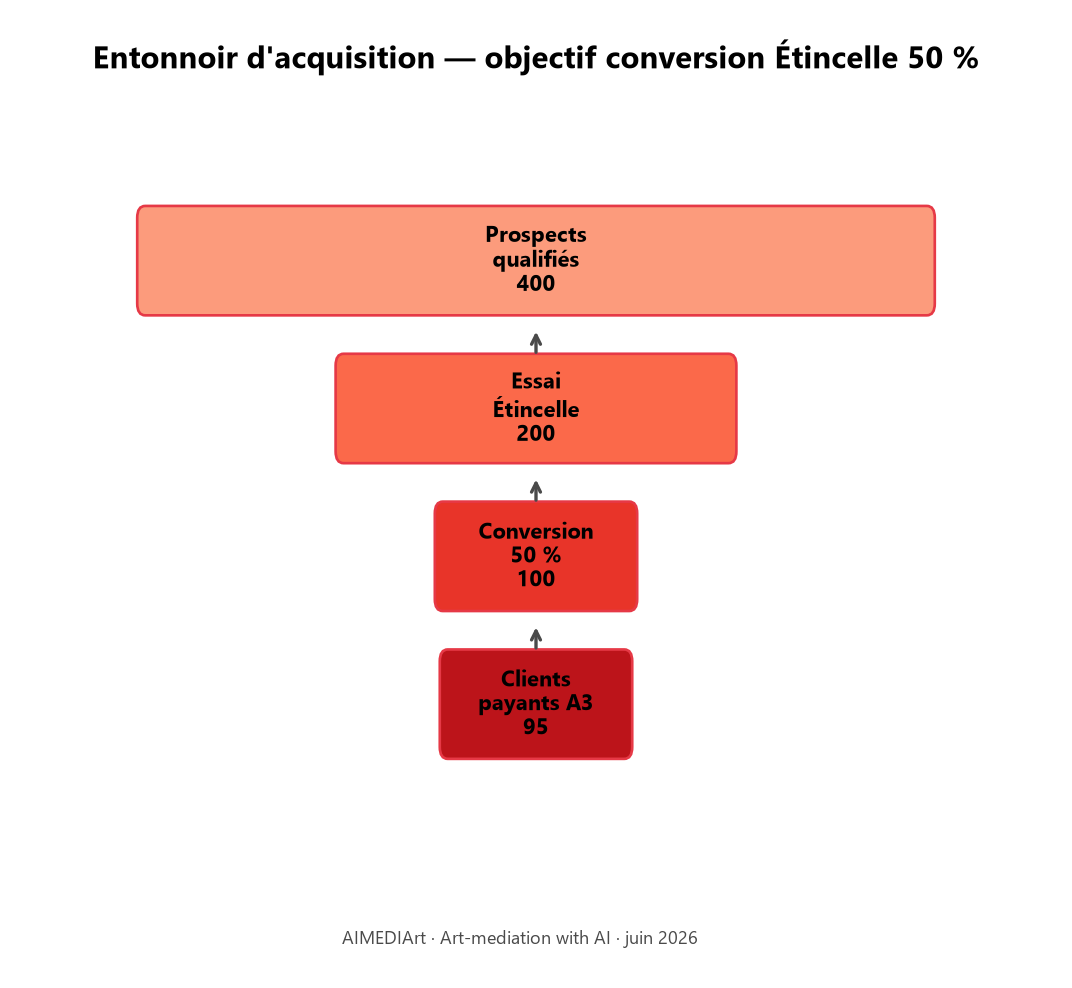 Entonnoir d'acquisition — objectif conversion Étincelle 50 %
Prospects
qualifiés
400
Essai
Étincelle
200
Conversion
50 %
100
Clients
payants A3
95
AIMEDIArt · Art-mediation with AI · juin 2026